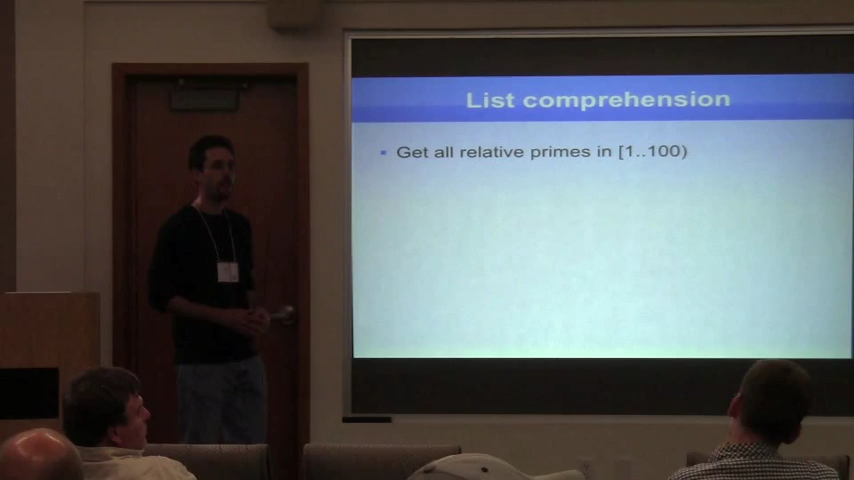 List comprehension
Get all relative primes in [1..100)